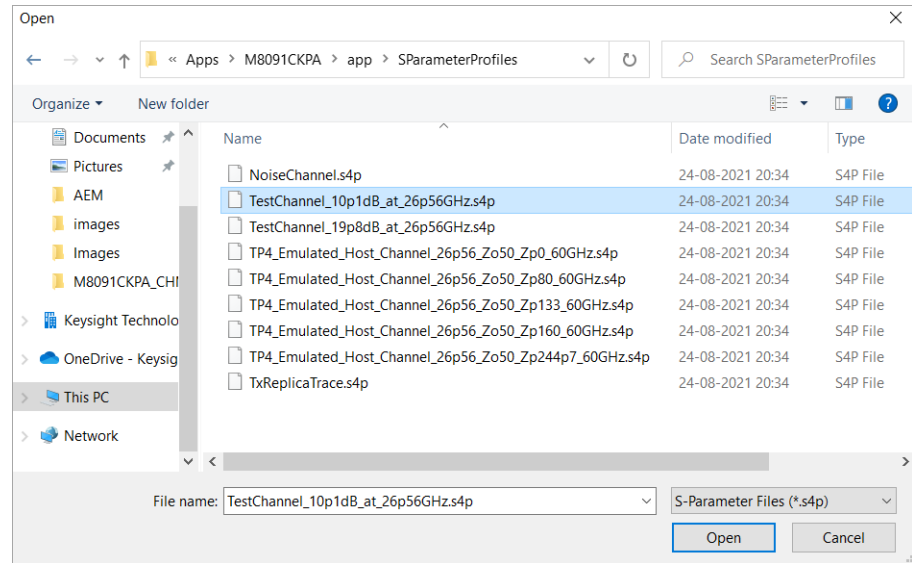 Open
« Apps > M8091CKPA > app > SParameterProfiles
Search SParameterProfiles
Organize
New folder
?
Documents
Pictures
AEM
images
Images
M8091CKPA_CH
Keysight Technolo
OneDrive - Keysig
This PC
Network
Name Date modified Type
NoiseChannel.s4p 24-08-2021 20:34 S4P File
TestChannel_10p1dB_at_26p56GHz.s4p 24-08-2021 20:34 S4P File
TestChannel_19p8dB_at_26p56GHz.s4p 24-08-2021 20:34 S4P File
TP4_Emulated_Host_Channel_26p56_Zo50_Zp0_60GHz.s4p 24-08-2021 20:34 S4P File
TP4_Emulated_Host_Channel_26p56_Zo50_Zp80_60GHz.s4p 24-08-2021 20:34 S4P File
TP4_Emulated_Host_Channel_26p56_Zo50_Zp133_60GHz.s4p 24-08-2021 20:34 S4P File
TP4_Emulated_Host_Channel_26p56_Zo50_Zp160_60GHz.s4p 24-08-2021 20:34 S4P File
TP4_Emulated_Host_Channel_26p56_Zo50_Zp244p7_60GHz.s4p 24-08-2021 20:34 S4P File
TxReplicaTrace.s4p 24-08-2021 20:34 S4P File
File name: TestChannel_10p1dB_at_26p56GHz.s4p
S-Parameter Files (*.s4p)
Open
Cancel